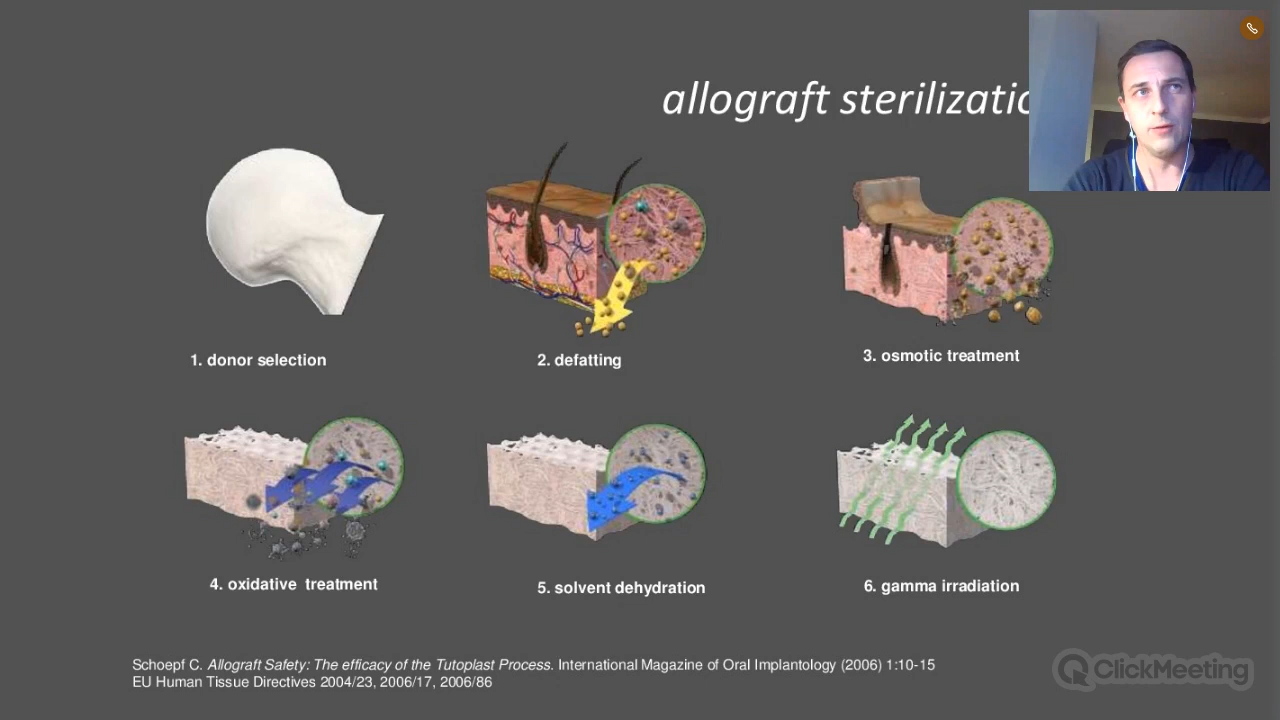 allograft sterilizatio
1. donor selection
2. defatting
3. osmotic treatment
4. oxidative treatment
5. solvent dehydration
6. gamma irradiation
Schoepf C. Allograft Safety: The efficacy of the Tutoplast Process. International Magazine of Oral Implantology (2006) 1:10-15
EU Human Tissue Directives 2004/23, 2006/17, 2006/86
ClickMeeting